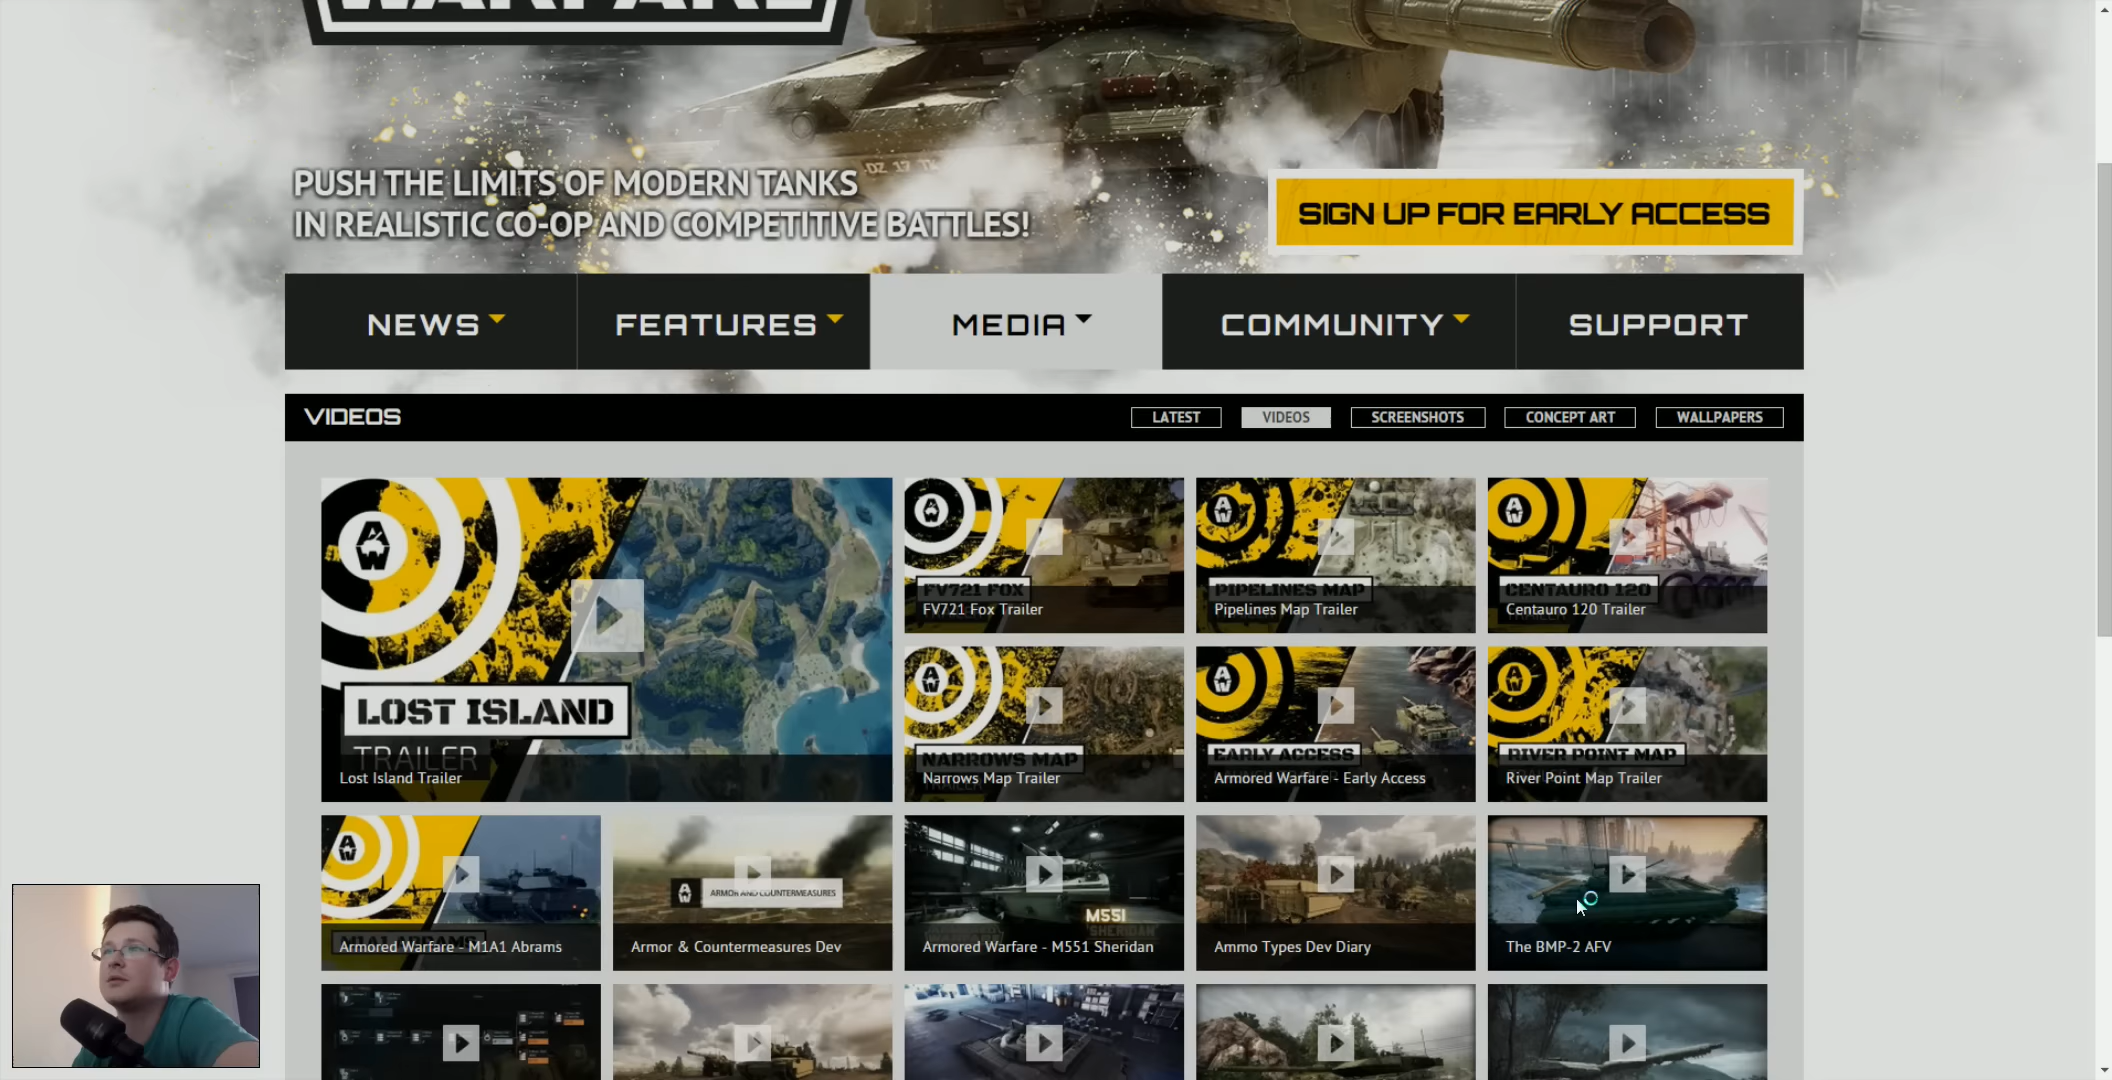 WARFARE
PUSH THE LIMITS OF MODERN TANKS
IN REALISTIC CO-OP AND COMPETITIVE BATTLES!
SIGN UP FOR EARLY ACCESS
NEWS
FEATURES
MEDIA
COMMUNITY
SUPPORT
VIDEOS
LATEST
VIDEOS
SCREENSHOTS
CONCEPT ART
WALLPAPERS
LOST ISLAND
TRAILER
Lost Island Trailer
FV721 FOX
FV721 Fox Trailer
PIPELINES MAP
Pipelines Map Trailer
CENTAURO 120
Centauro 120 Trailer
NARROWS MAP
Narrows Map Trailer
EARLY ACCESS
Armored Warfare - Early Access
RIVER POINT MAP
River Point Map Trailer
M1A1 ABRAMS
Armored Warfare - M1A1 Abrams
ARMOR AND COUNTERMEASURES
Armor & Countermeasures Dev
M551
SHERIDAN
Armored Warfare - M551 Sheridan
Ammo Types Dev Diary
The BMP-2 AFV